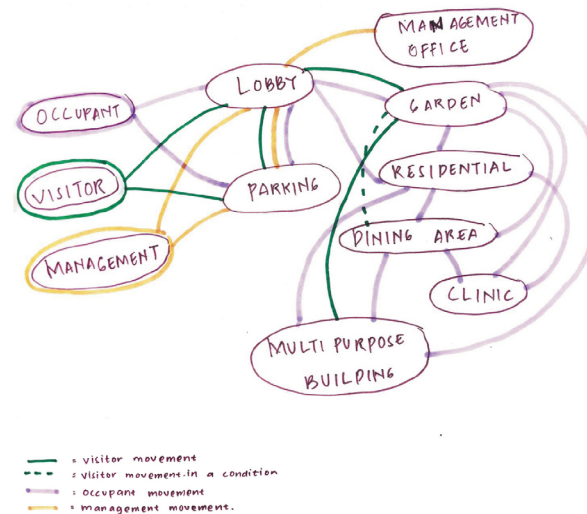 MANAGEMENT
OFFICE
LOBBY
OCCUPANT
GARDEN
VISITOR
PARKING
RESIDENTIAL
MANAGEMENT
DINING AREA
CLINIC
MULTI PURPOSE
BUILDING
= visitor movement
= visitor movement in a condition
= occupant movement
= management movement.